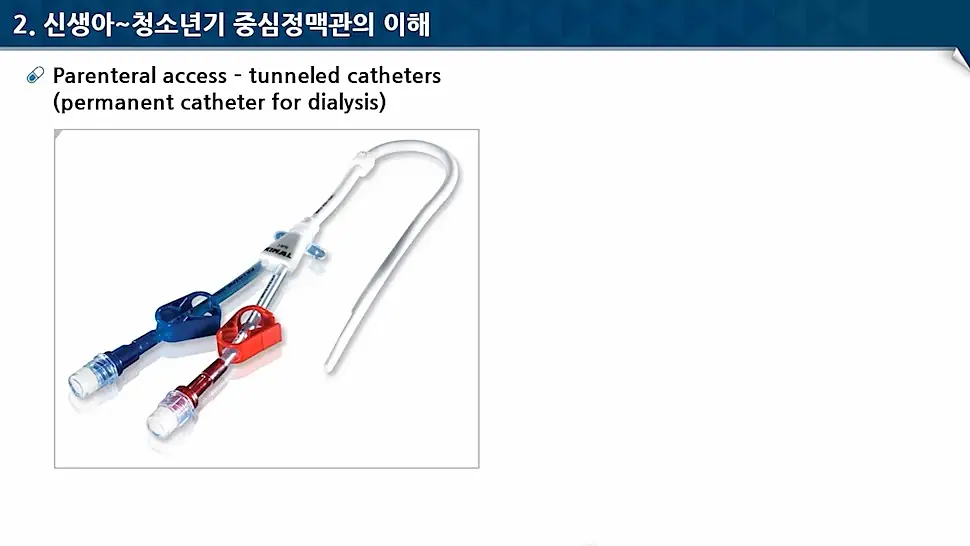 2. 신생아~청소년기 중심정맥관의 이해
Parenteral access - tunneled catheters
(permanent catheter for dialysis)
KIMAL